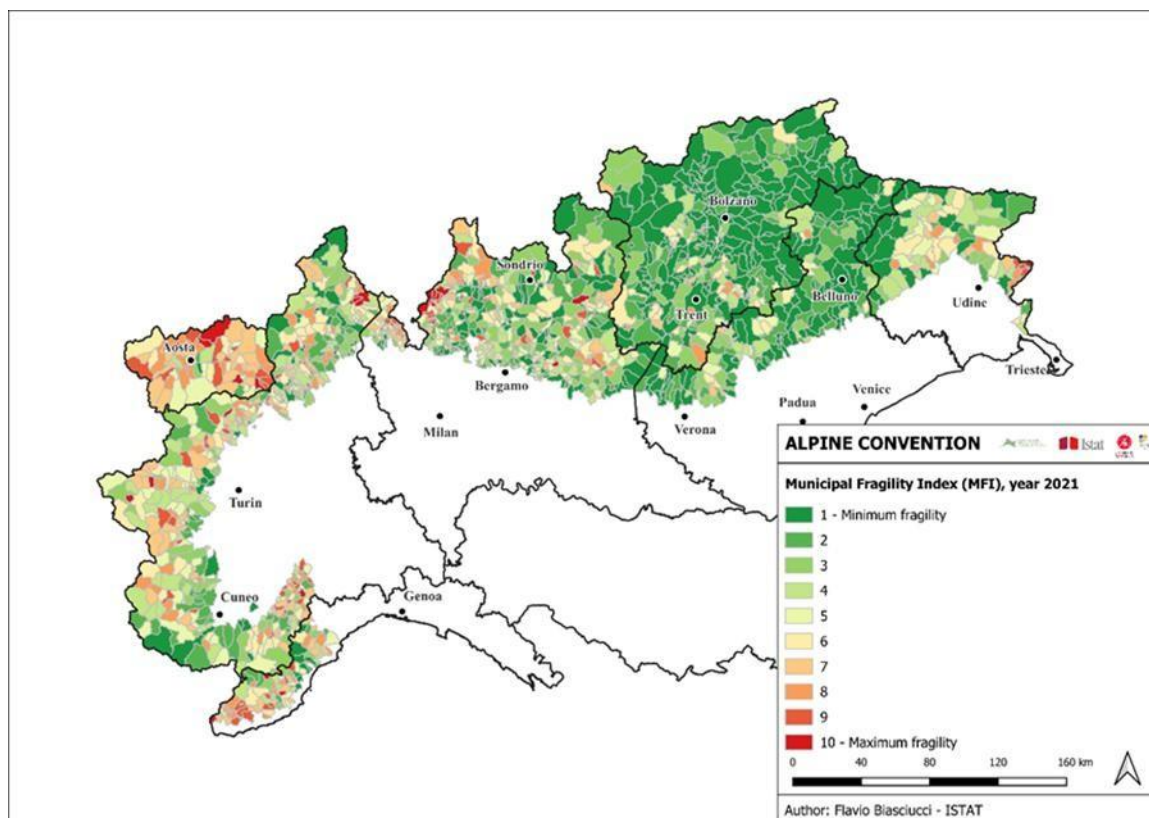 Bolzano
Sondrio
Trent
Belluno
Udine
Aosta
Bergamo
Trieste
Venice
Milan
Verona
Padua
Turin
Cuneo
Genoa
ALPINE CONVENTION
Istat
Municipal Fragility Index (MFI), year 2021
1 - Minimum fragility
2
3
4
5
6
7
8
9
10 - Maximum fragility
0 40 80 120 160 km
Author: Flavio Biasciucci - ISTAT